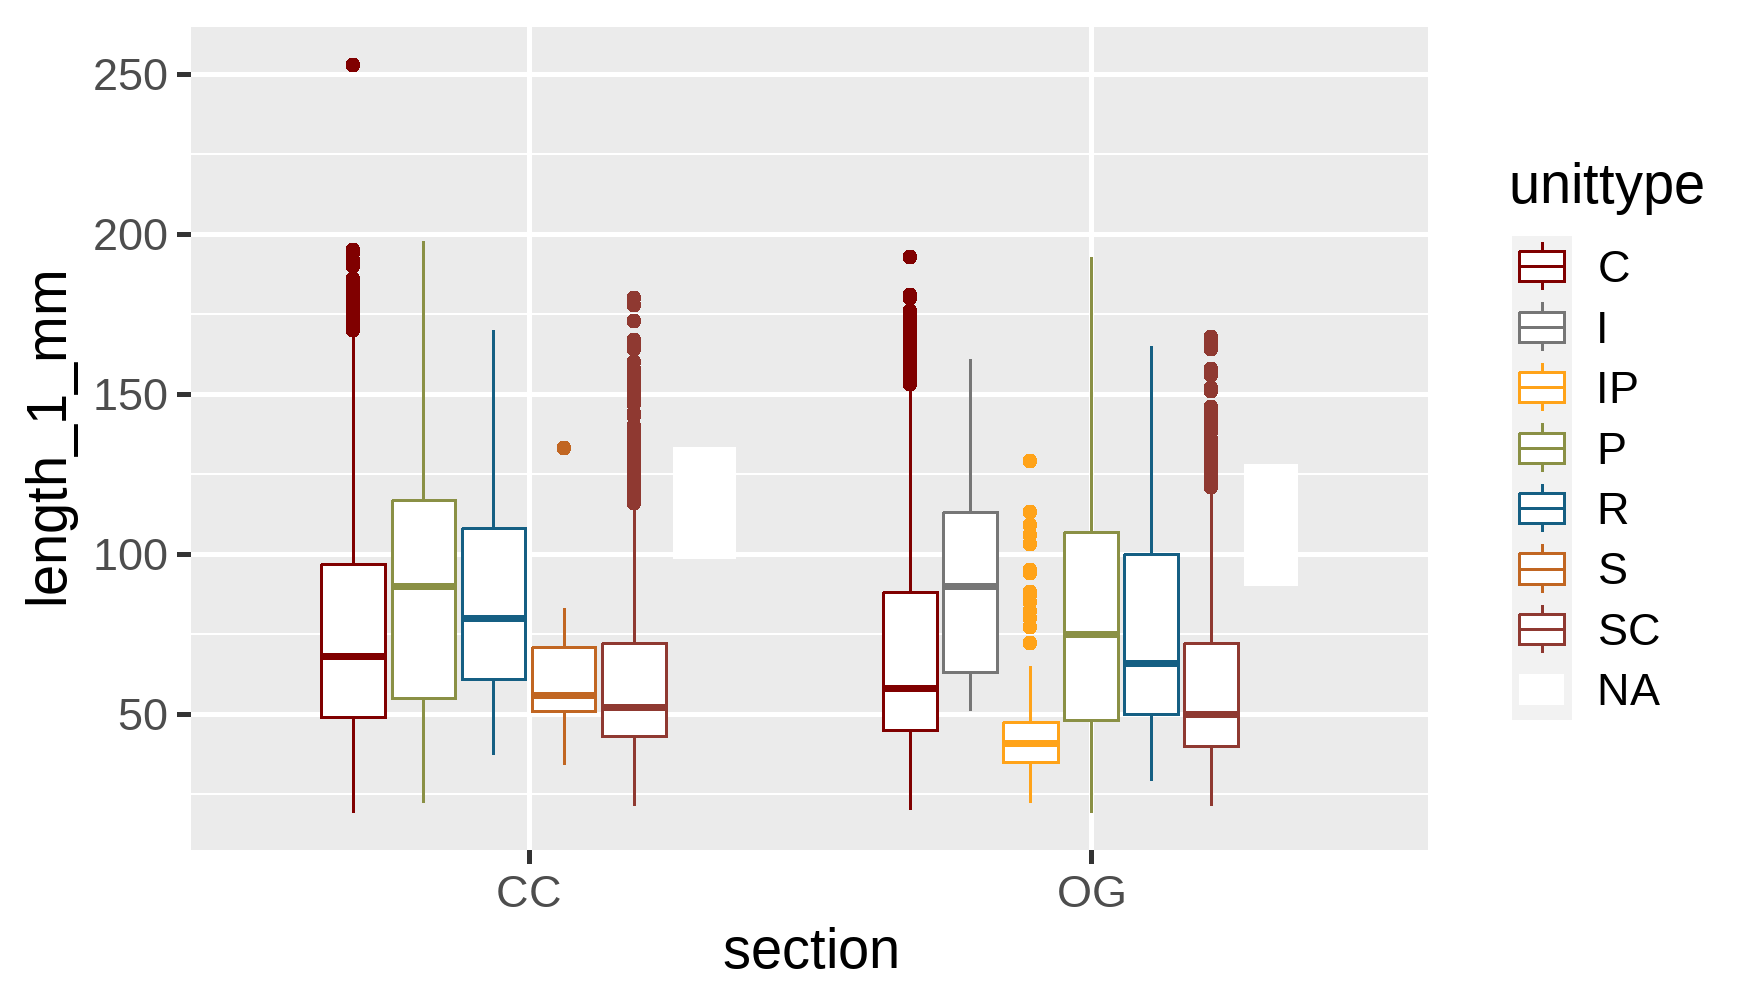 250
200
150
100
50
length_1_mm
CC
OG
section
unittype
C
I
IP
P
R
S
SC
NA